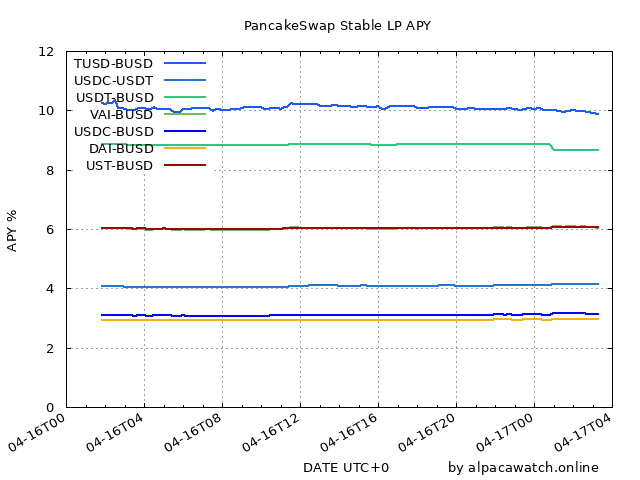 PancakeSwap Stable LP APY
12
10
8
6
4
2
0
APY %
TUSD-BUSD
USDC-USDT
USDT-BUSD
VAI-BUSD
USDC-BUSD
DAI-BUSD
UST-BUSD
04-16T00
04-16T04
04-16T08
04-16T12
04-16T16
04-16T20
04-17T00
04-17T04
DATE UTC+0
by alpacawatch.online